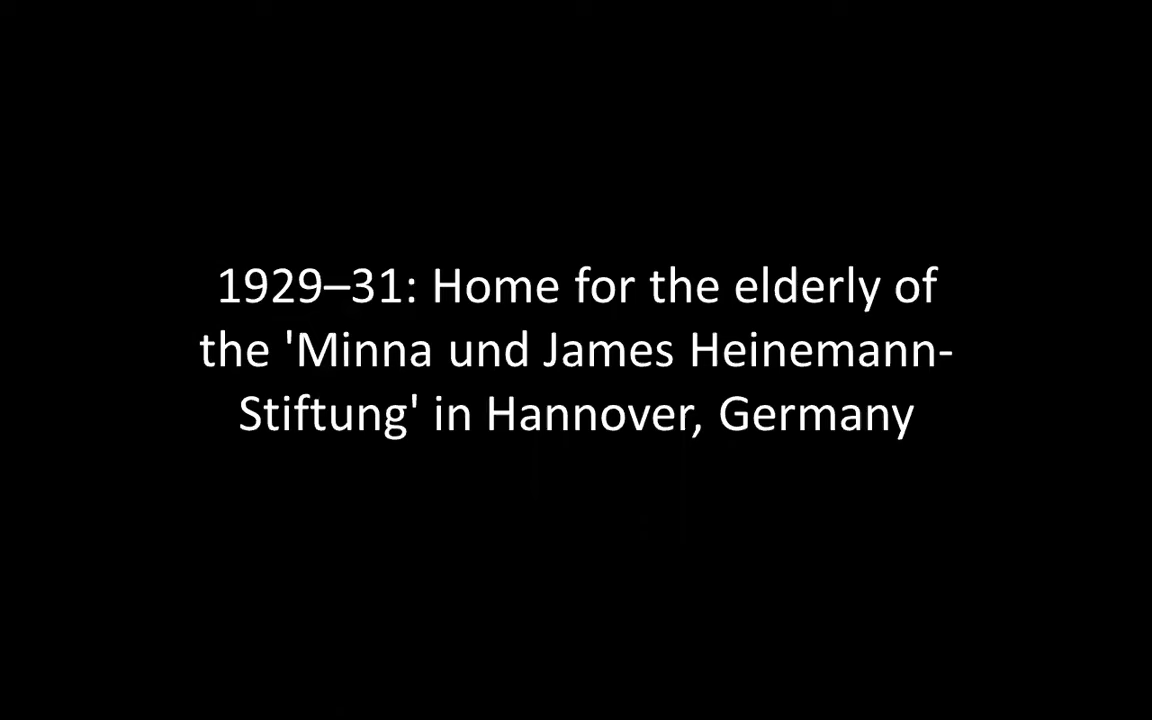 1929–31: Home for the elderly of
the 'Minna und James Heinemann-
Stiftung' in Hannover, Germany